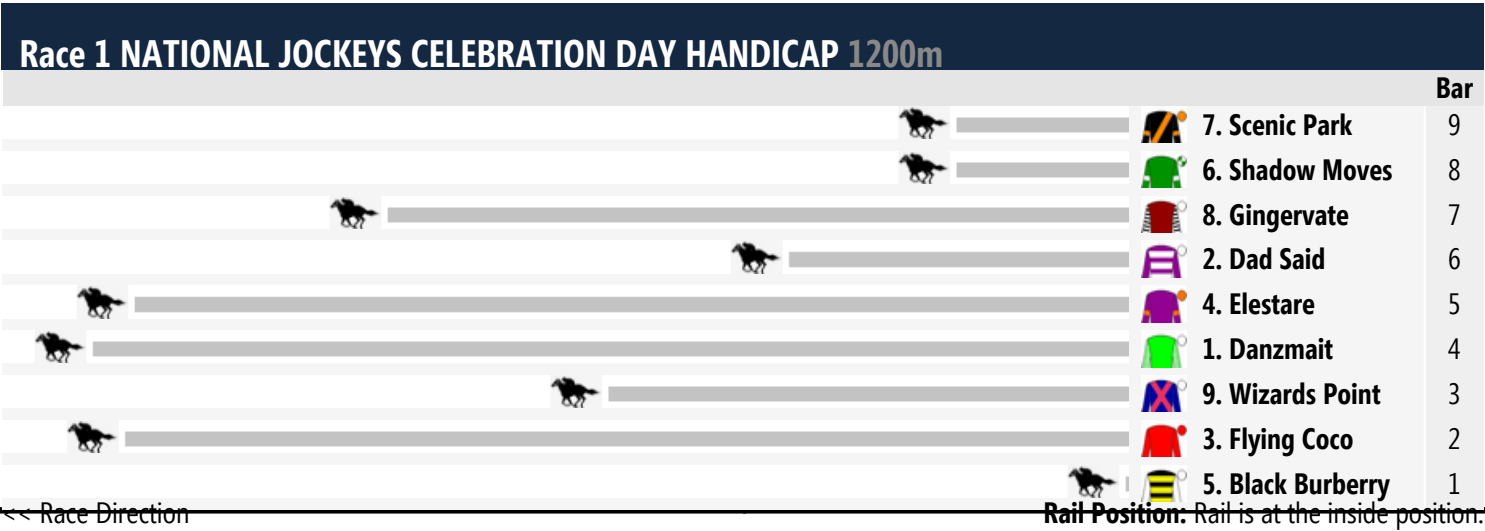 Race 1 NATIONAL JOCKEYS CELEBRATION DAY HANDICAP 1200m
Bar
7. Scenic Park 9
6. Shadow Moves 8
8. Gingervate 7
2. Dad Said 6
4. Elestare 5
1. Danzmait 4
9. Wizards Point 3
3. Flying Coco 2
5. Black Burberry 1
<< Race Direction Rail Position: Rail is at the inside position.